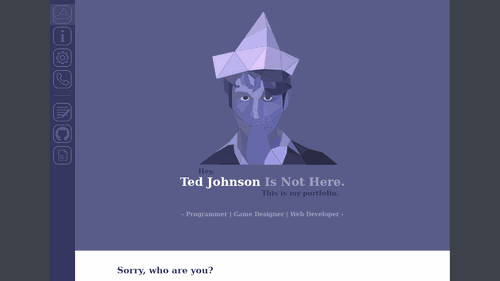 Hey,
Ted Johnson Is Not Here.
This is my portfolio.
- Programmer | Game Designer | Web Developer -
Sorry, who are you?